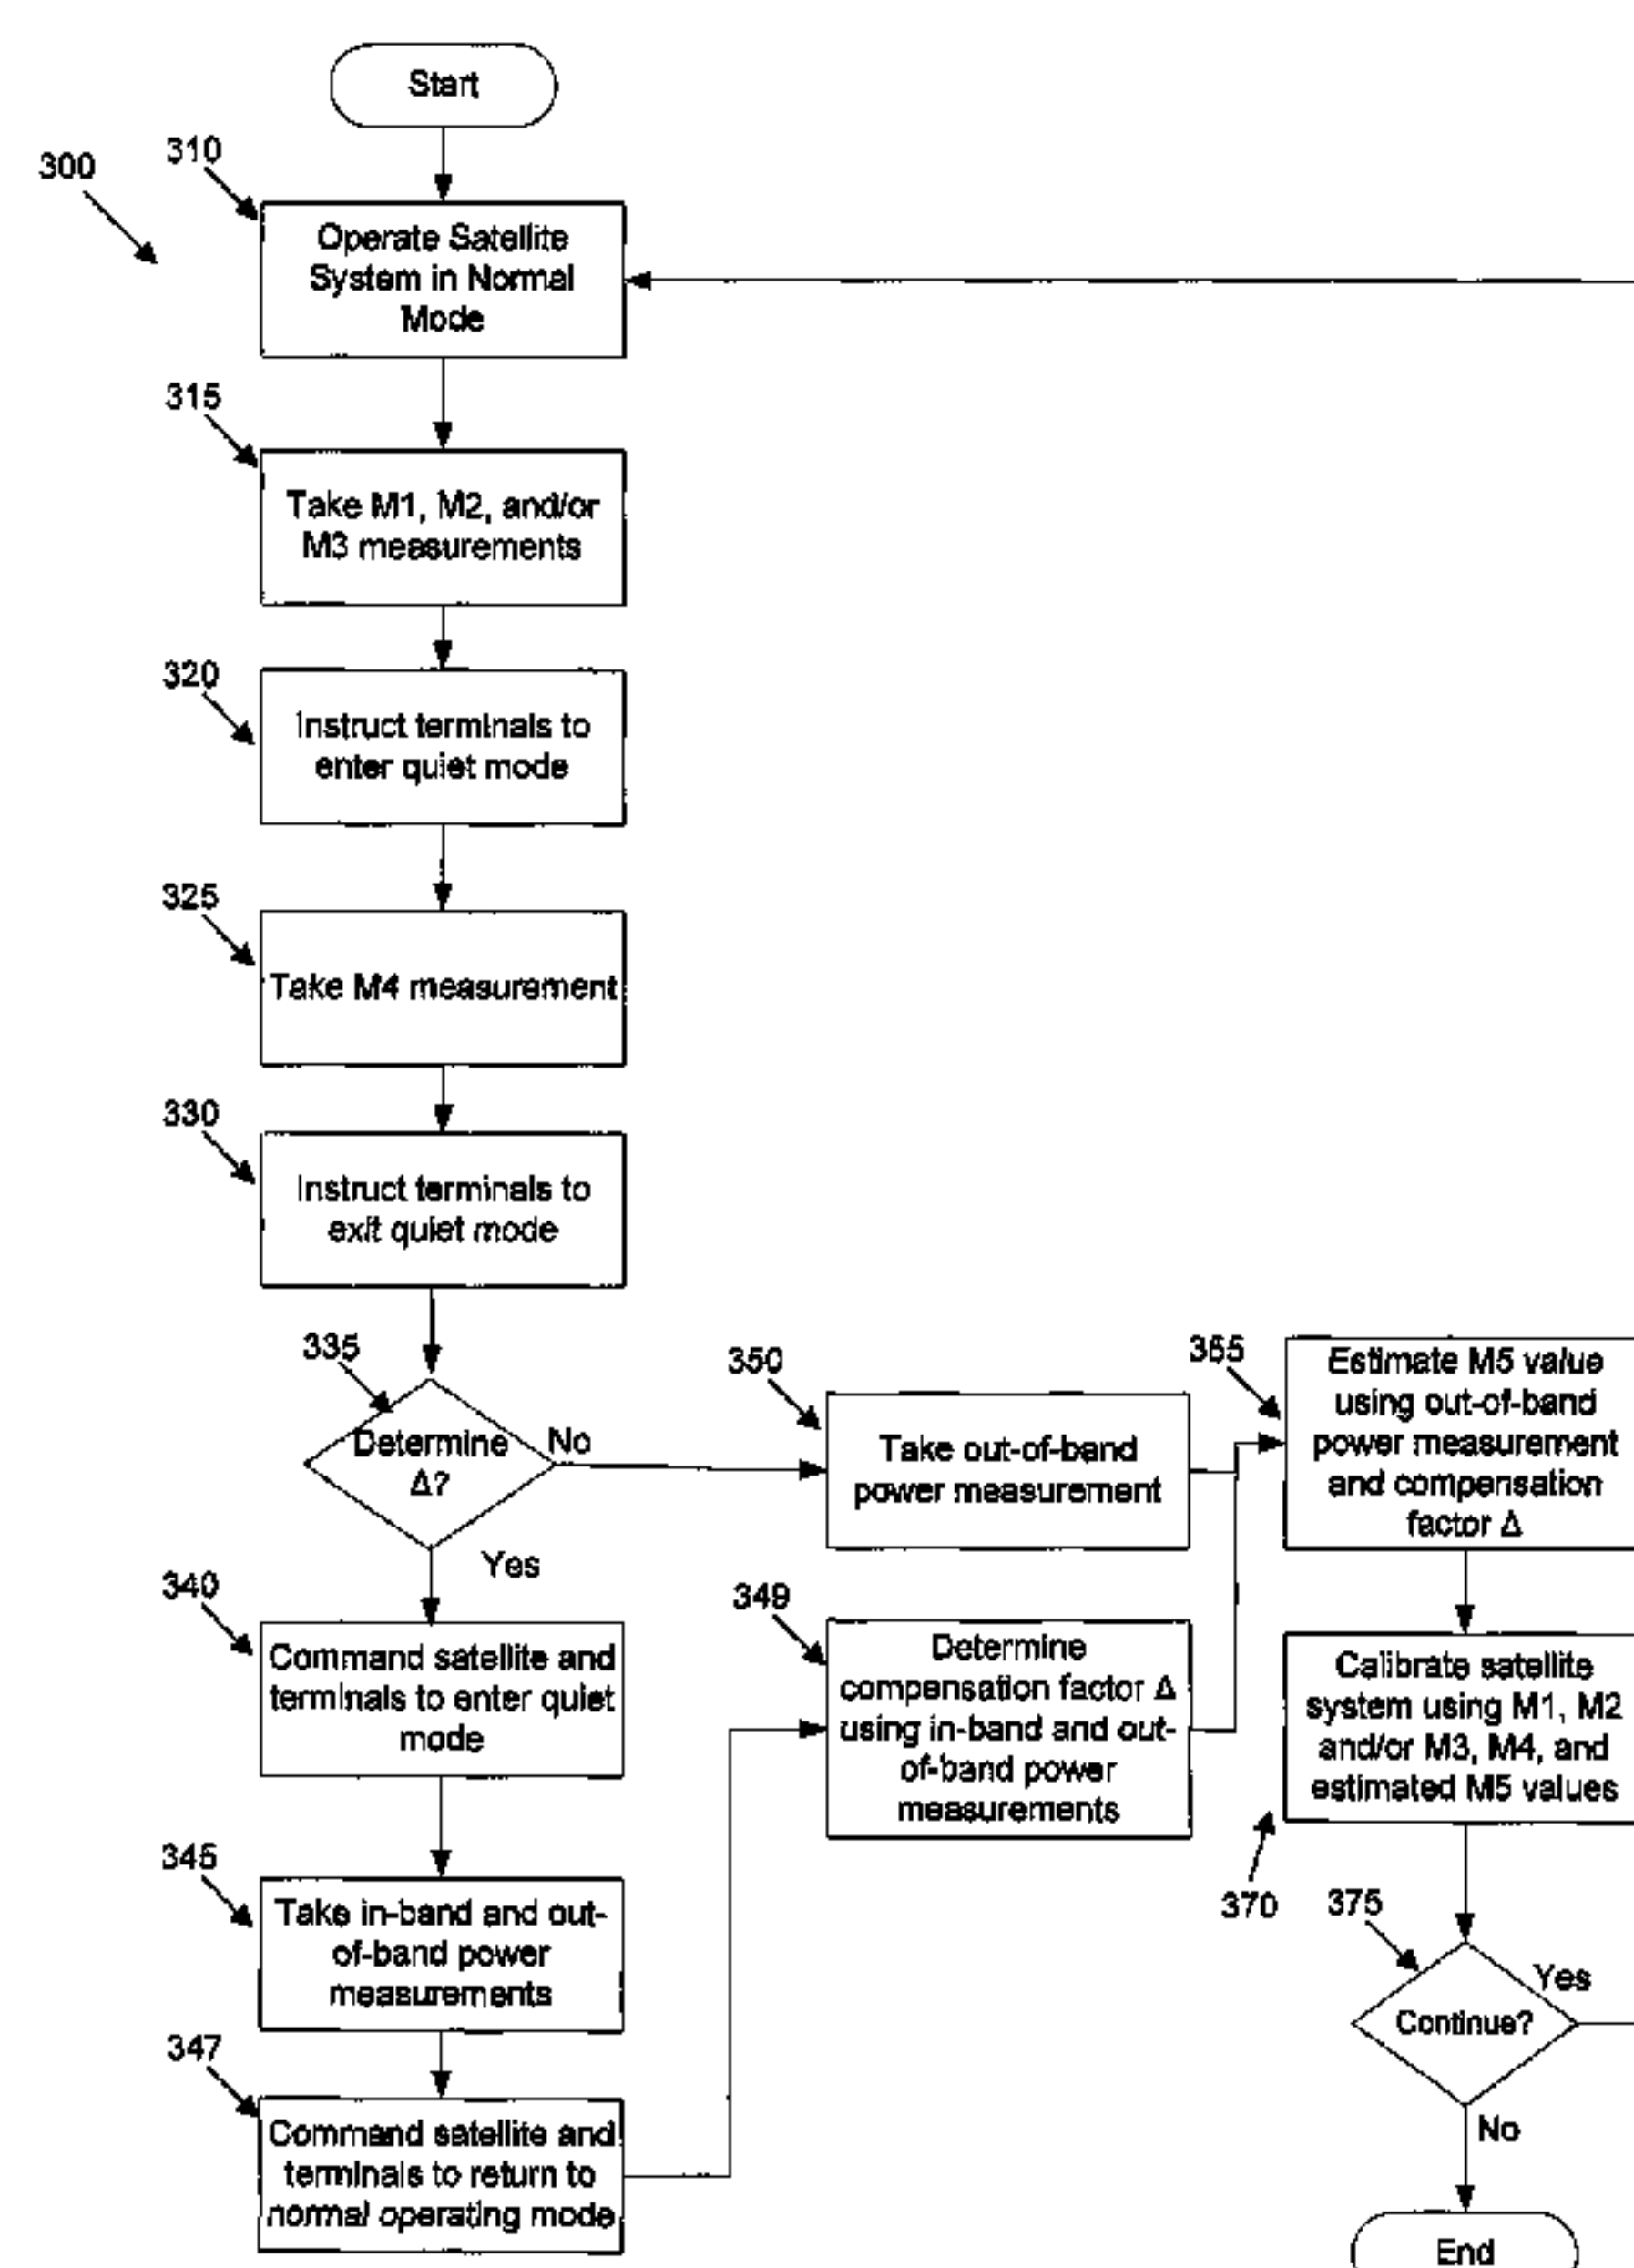 Start
300
310
Operate Satellite
System in Normal
Mode
315
Take M1, M2, and/or
M3 measurements
320
Instruct terminals to
enter quiet mode
325
Take M4 measurement
330
Instruct terminals to
exit quiet mode
335
Determine
Δ?
No
Yes
340
Command satellite and
terminals to enter quiet
mode
345
Take in-band and out-
of-band power
measurements
347
Command satellite and
terminals to return to
normal operating mode
350
Take out-of-band
power measurement
349
Determine
compensation factor Δ
using in-band and out-
of-band power
measurements
365
Estimate M5 value
using out-of-band
power measurement
and compensation
factor Δ
Calibrate satellite
system using M1, M2
and/or M3, M4, and
estimated M5 values
370
375
Continue?
Yes
No
End